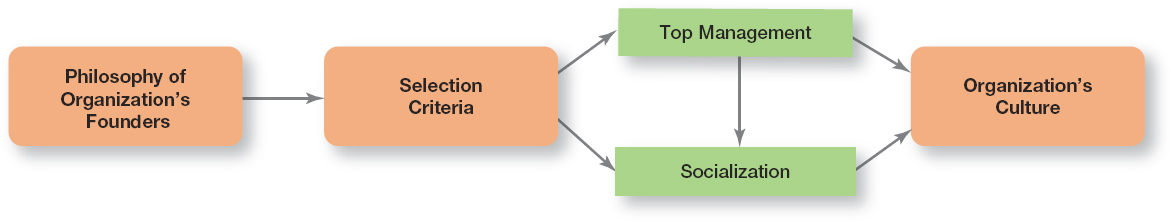 Philosophy of
Organization's
Founders
Selection
Criteria
Top Management
Socialization
Organization's
Culture